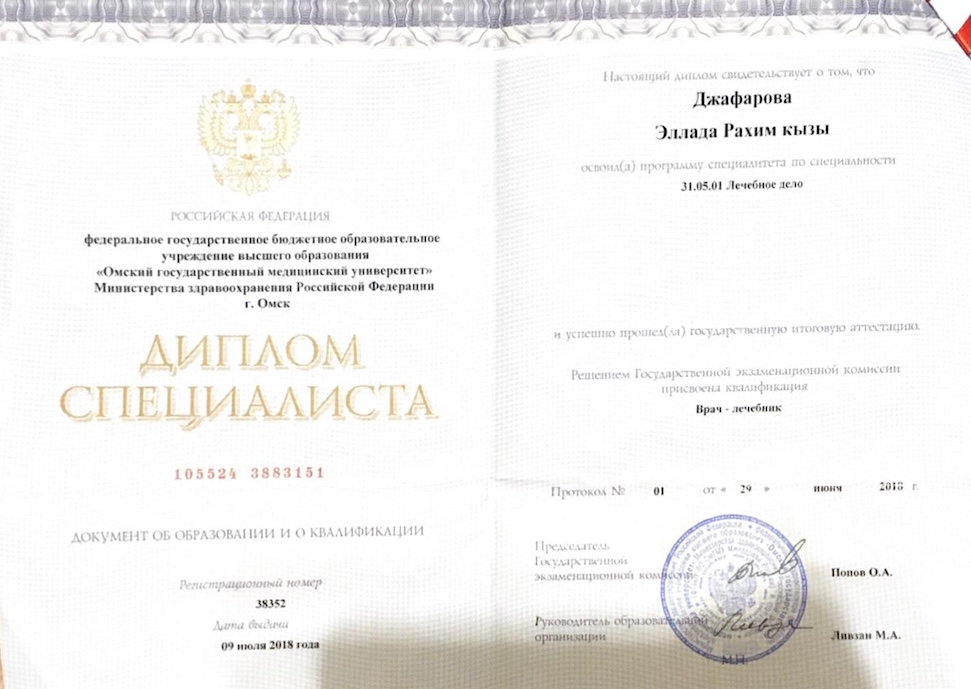 РОССИЙСКАЯ ФЕДЕРАЦИЯ
федеральное государственное бюджетное образовательное
учреждение высшего образования
«Омский государственный медицинский университет»
Министерства здравоохранения Российской Федерации
г. Омск
ДИПЛОМ
СПЕЦИАЛИСТА
105524 3883151
ДОКУМЕНТ ОБ ОБРАЗОВАНИИ И О КВАЛИФИКАЦИИ
Регистрационный номер
38352
Дата выдачи
09 июля 2018 года
Настоящий диплом свидетельствует о том, что
Джафарова
Эллада Рахим кызы
освоил(а) программу специалитета по специальности
31.05.01 Лечебное дело
и успешно прошел(ла) государственную итоговую аттестацию.
Решением Государственной экзаменационной комиссии
присвоена квалификация
Врач - лечебник
Протокол № 01 от « 29 » июня 2018 г.
Председатель
Государственной
экзаменационной комиссии
Попов О.А.
Руководитель образовательной
организации
Ливзан М.А.
М.П.